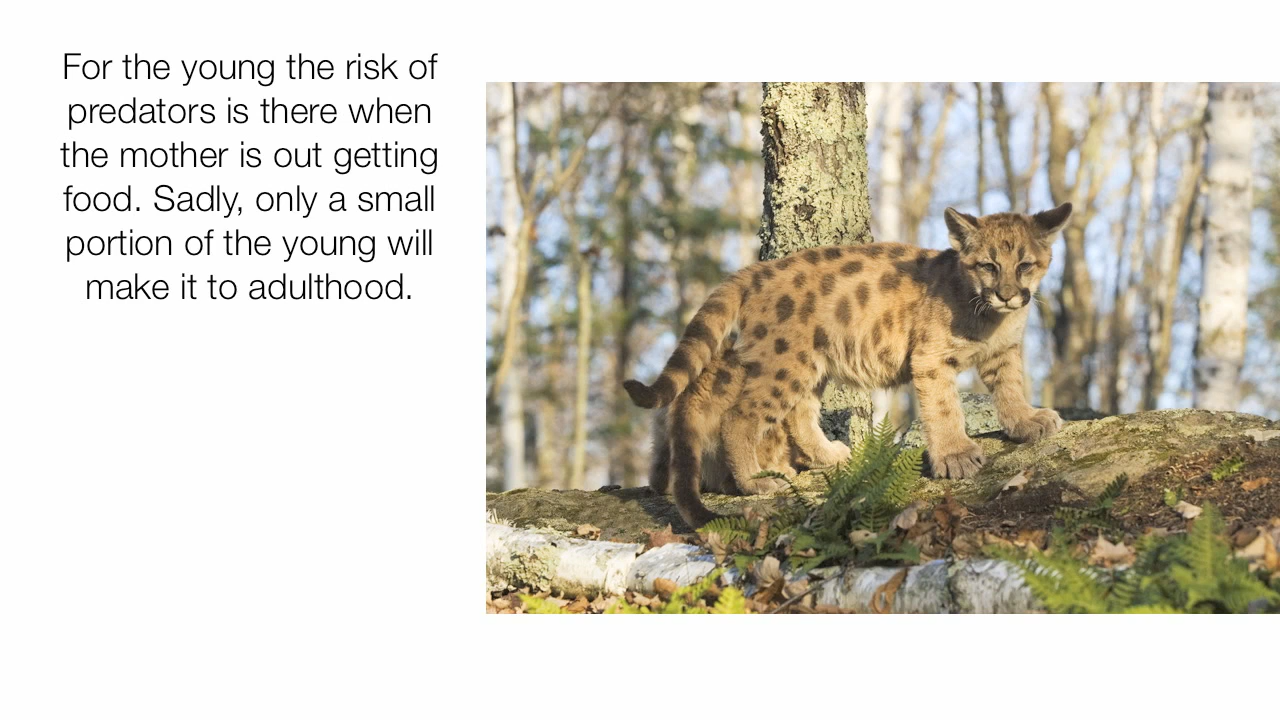 For the young the risk of
predators is there when
the mother is out getting
food. Sadly, only a small
portion of the young will
make it to adulthood.